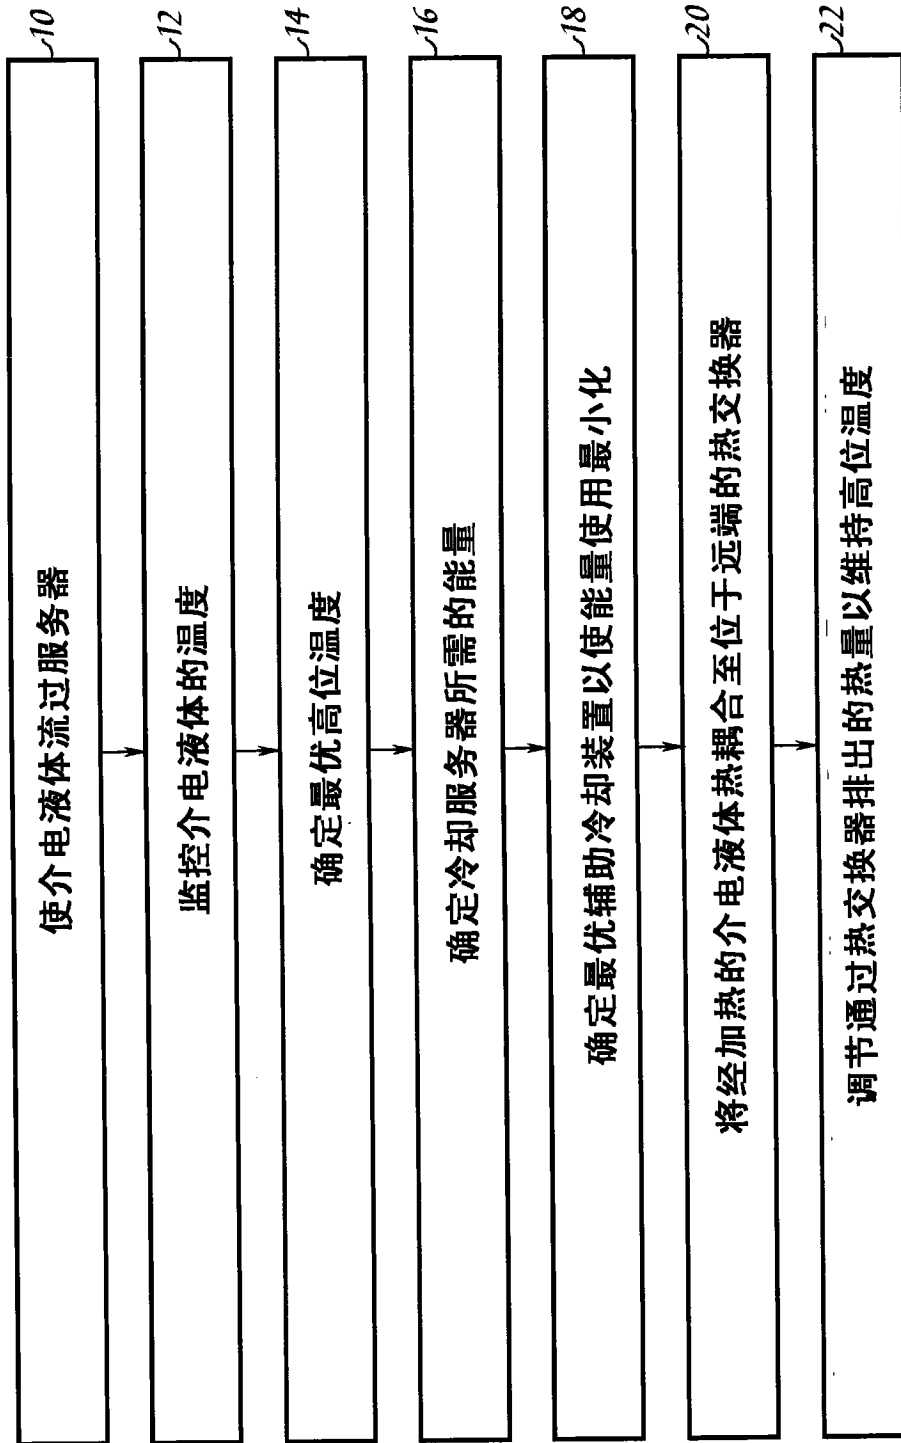 10
使介电液体流过服务器
12
监控介电液体的温度
14
确定最优高位温度
16
确定冷却服务器所需的能量
18
确定最优辅助冷却装置以使能量使用最小化
20
将经加热的介电液体热耦合至位于远端的热交换器
22
调节通过热交换器排出的热量以维持高位温度